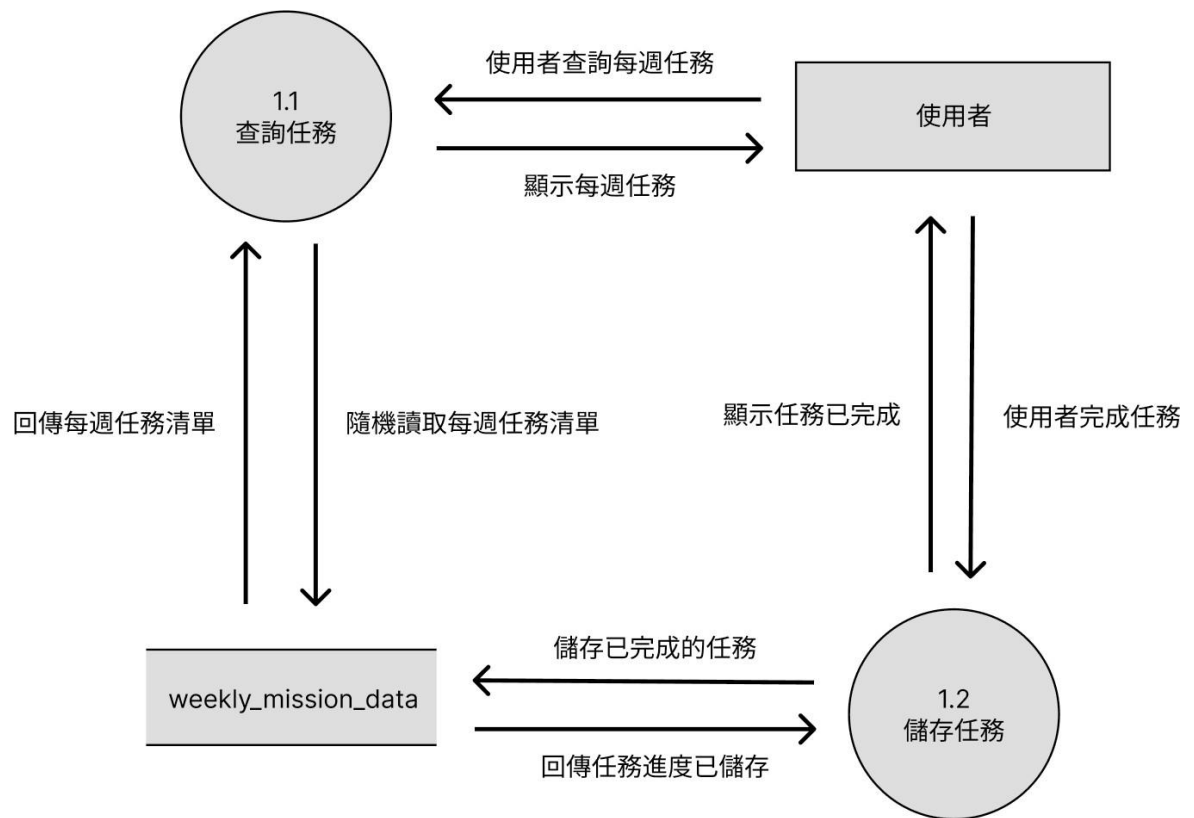 使用者查詢每週任務
1.1
查詢任務
使用者
顯示每週任務
回傳每週任務清單
隨機讀取每週任務清單
顯示任務已完成
使用者完成任務
儲存已完成的任務
weekly_mission_data
1.2
儲存任務
回傳任務進度已儲存